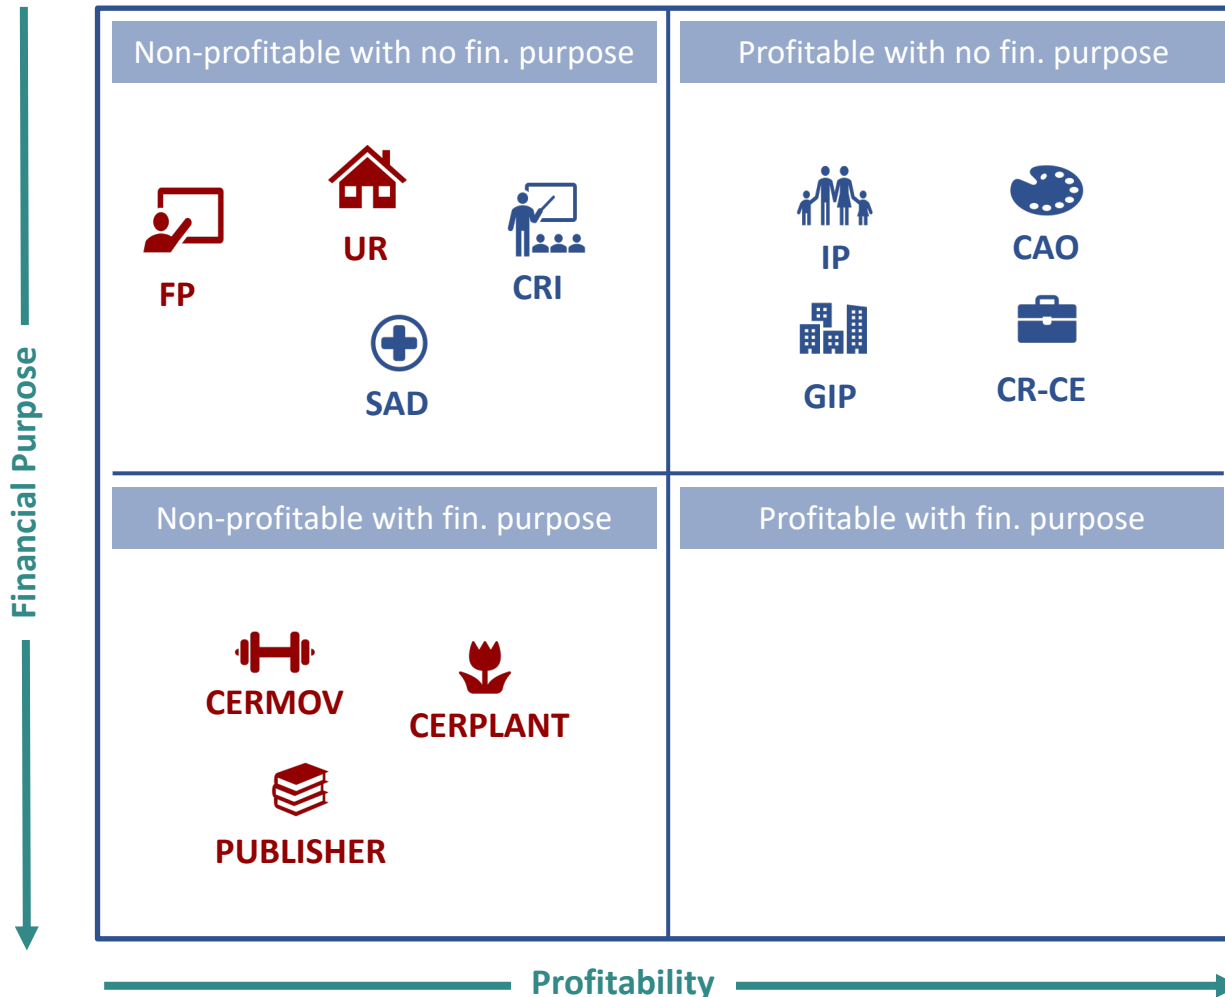 Non-profitable with no fin. purpose
Profitable with no fin. purpose
FP
UR
CRI
SAD
IP
CAO
GIP
CR-CE
Non-profitable with fin. purpose
Profitable with fin. purpose
CERMOV
CERPLANT
PUBLISHER
Financial Purpose
Profitability